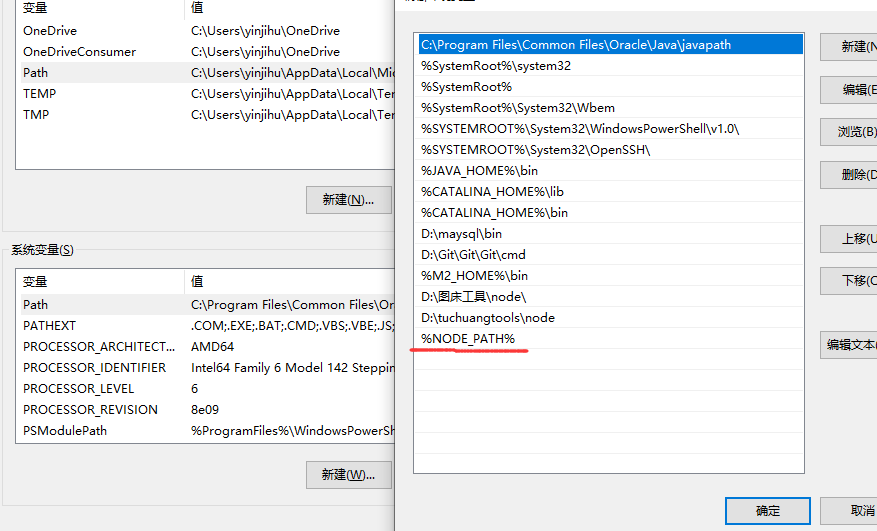 变量 值
OneDrive C:\Users\yinjihu\OneDrive
OneDriveConsumer C:\Users\yinjihu\OneDrive
Path C:\Users\yinjihu\AppData\Local\Mic
TEMP C:\Users\yinjihu\AppData\Local\Ter
TMP C:\Users\yinjihu\AppData\Local\Ter
新建(N)...
系统变量(S)
变量 值
Path C:\Program Files\Common Files\Or
PATHEXT .COM;.EXE;.BAT;.CMD;.VBS;.VBE;.JS;
PROCESSOR_ARCHITECT... AMD64
PROCESSOR_IDENTIFIER Intel64 Family 6 Model 142 Steppin
PROCESSOR_LEVEL 6
PROCESSOR_REVISION 8e09
PSModulePath %ProgramFiles%\WindowsPowerSh
新建(W)...
C:\Program Files\Common Files\Oracle\Java\javapath
%SystemRoot%\system32
%SystemRoot%
%SystemRoot%\System32\Wbem
%SYSTEMROOT%\System32\WindowsPowerShell\v1.0\
%SYSTEMROOT%\System32\OpenSSH\
%JAVA_HOME%\bin
%CATALINA_HOME%\lib
%CATALINA_HOME%\bin
D:\maysql\bin
D:\Git\Git\Git\cmd
%M2_HOME%\bin
D:\图床工具\node\
D:\tuchuangtools\node
%NODE_PATH%
新建(N
编辑(E
浏览(B)
删除(D
上移(U
下移(O
编辑文本(
确定
取消